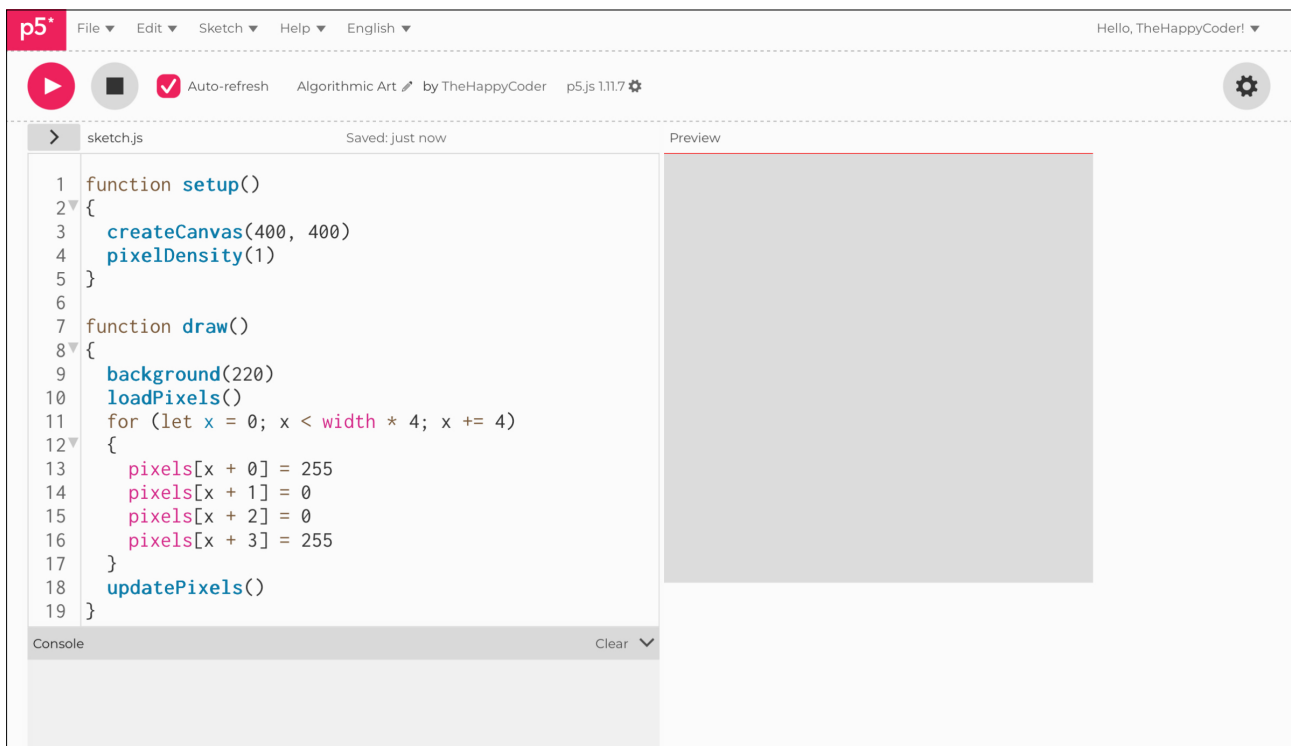 p5* File Edit Sketch Help English Hello, TheHappyCoder!
Auto-refresh Algorithmic Art by TheHappyCoder p5.js 1.11.7
sketch.js Saved: just now Preview
1 function setup()
2 {
3 createCanvas(400, 400)
4 pixelDensity(1)
5 }
6
7 function draw()
8 {
9 background(220)
10 loadPixels()
11 for (let x = 0; x < width * 4; x += 4)
12 {
13 pixels[x + 0] = 255
14 pixels[x + 1] = 0
15 pixels[x + 2] = 0
16 pixels[x + 3] = 255
17 }
18 updatePixels()
19 }
Console Clear